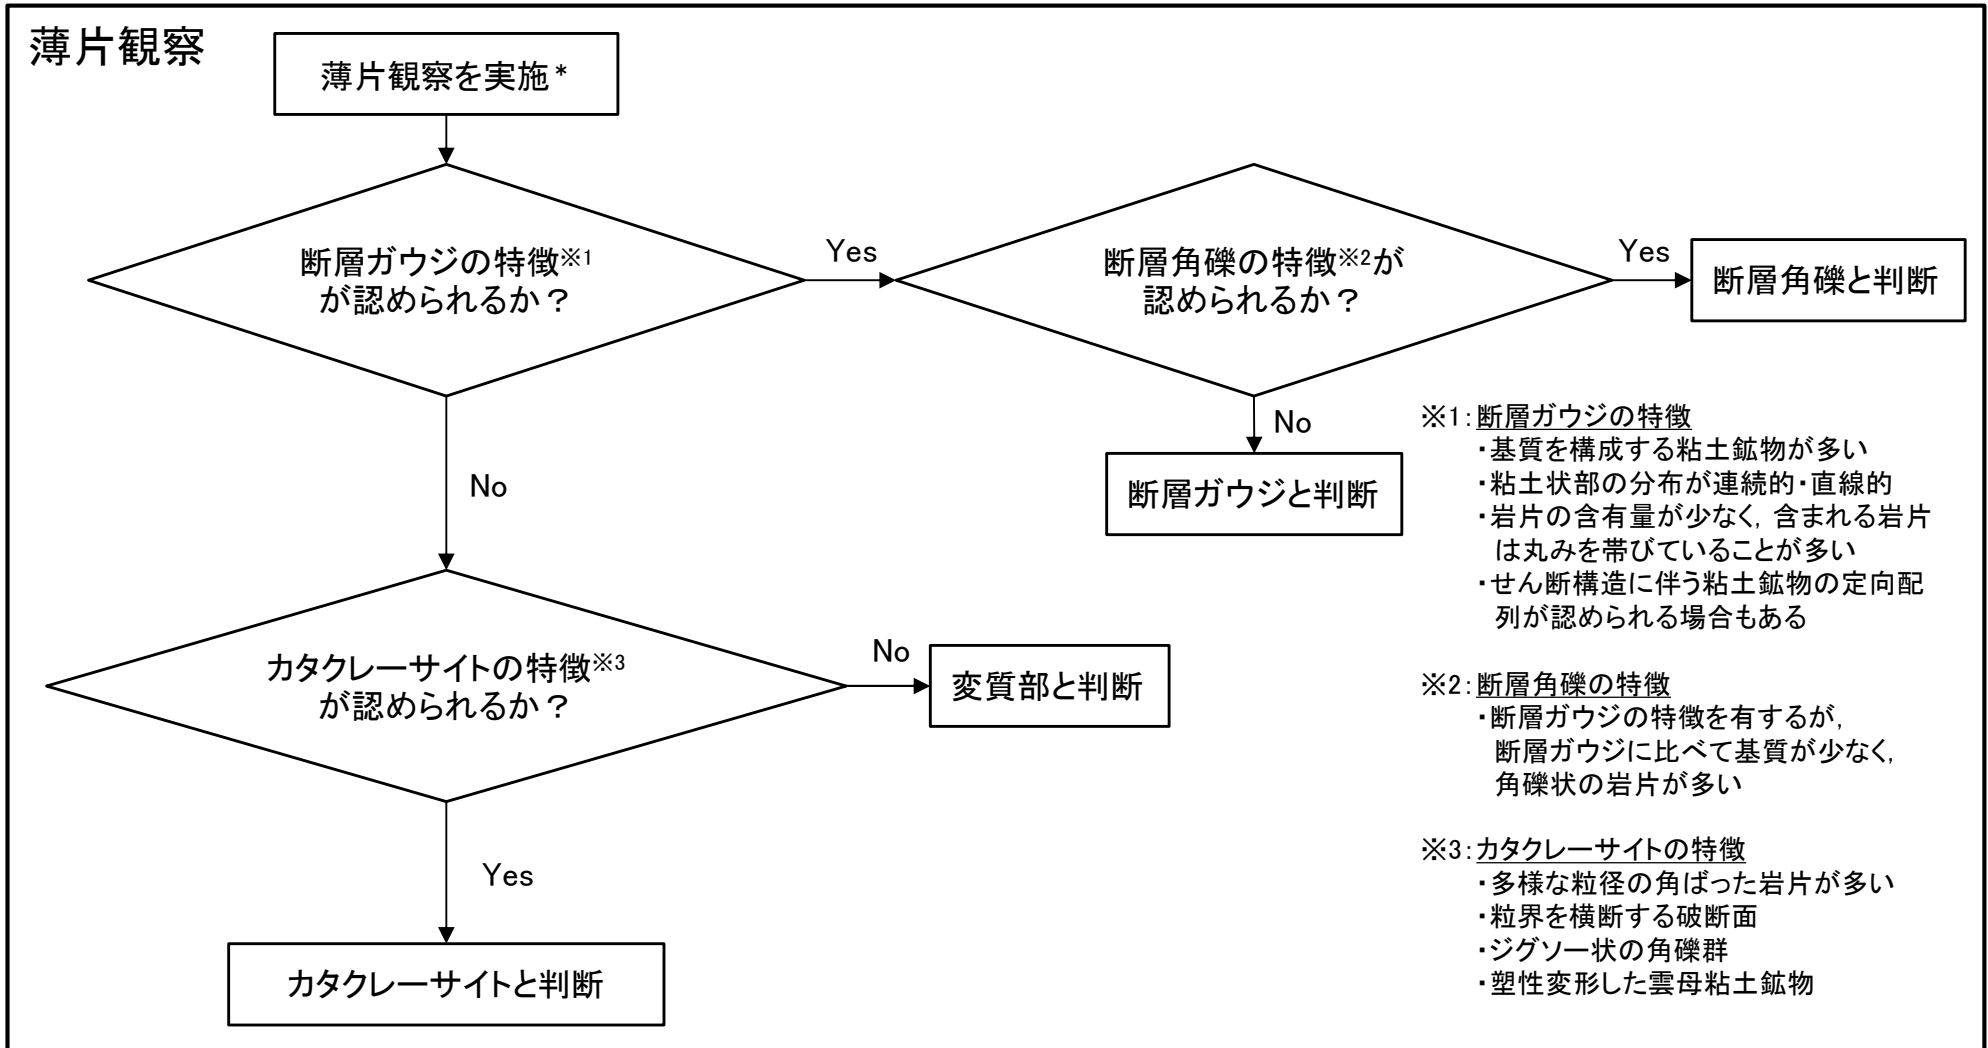 薄片観察
薄片観察を実施*
断層ガウジの特徴※1
が認められるか？
Yes
断層角礫の特徴※2が
認められるか？
Yes
断層角礫と判断
No
断層ガウジと判断
No
カタクレーサイトの特徴※3
が認められるか？
No
変質部と判断
Yes
カタクレーサイトと判断
※1：断層ガウジの特徴
・基質を構成する粘土鉱物が多い
・粘土状部の分布が連続的・直線的
・岩片の含有量が少なく，含まれる岩片
は丸みを帯びていることが多い
・せん断構造に伴う粘土鉱物の定向配
列が認められる場合もある
※2：断層角礫の特徴
・断層ガウジの特徴を有するが，
断層ガウジに比べて基質が少なく，
角礫状の岩片が多い
※3：カタクレーサイトの特徴
・多様な粒径の角ばった岩片が多い
・粒界を横断する破断面
・ジグソー状の角礫群
・塑性変形した雲母粘土鉱物